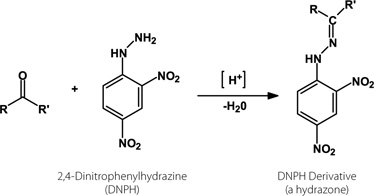 R R'
C
N
HN
NH2
HN
NO2
NO2
O
R R'
+
NO2
NO2
[ H+ ]
-H20
2,4-Dinitrophenylhydrazine
(DNPH)
DNPH Derivative
(a hydrazone)